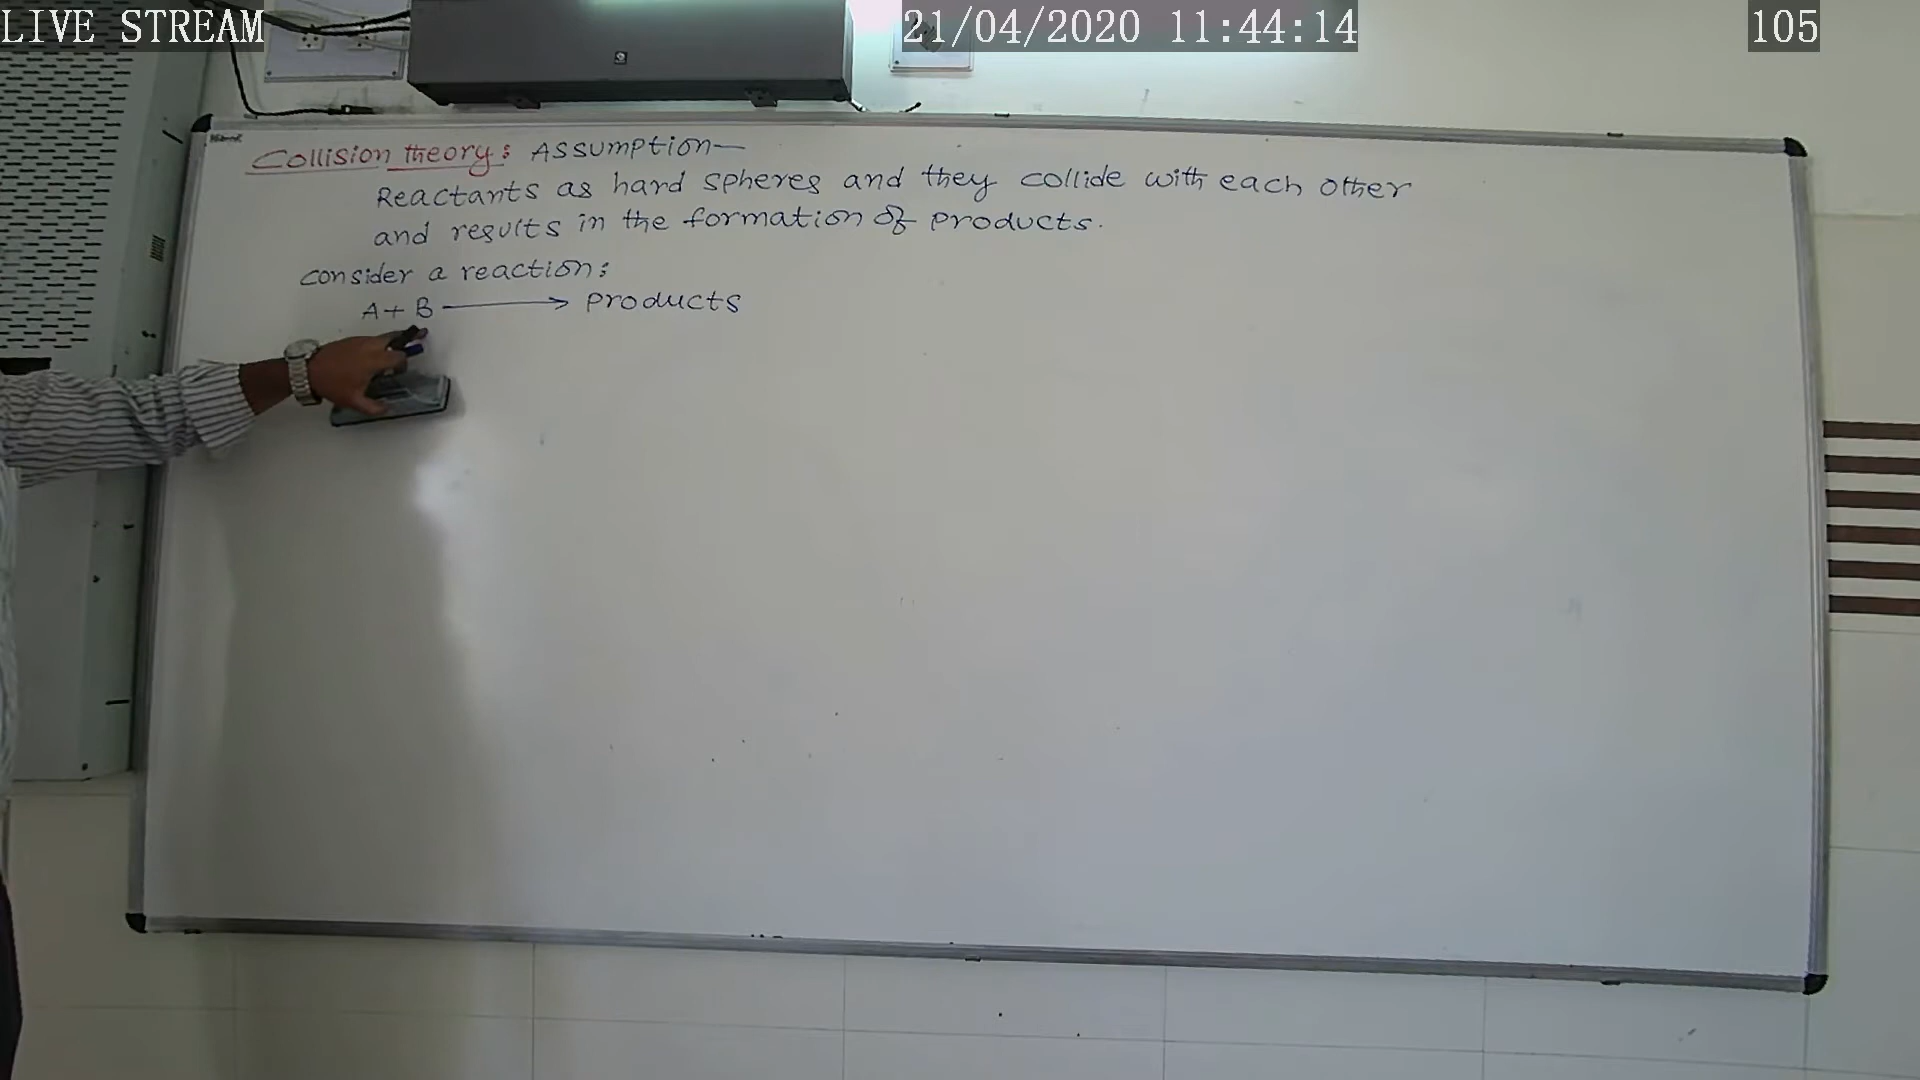 LIVE STREAM 21/04/2020 11:44:14 105
Collision theory: Assumption—
Reactants as hard spheres and they collide with each other
and results in the formation of products.
consider a reaction:
A + B ⟶ products